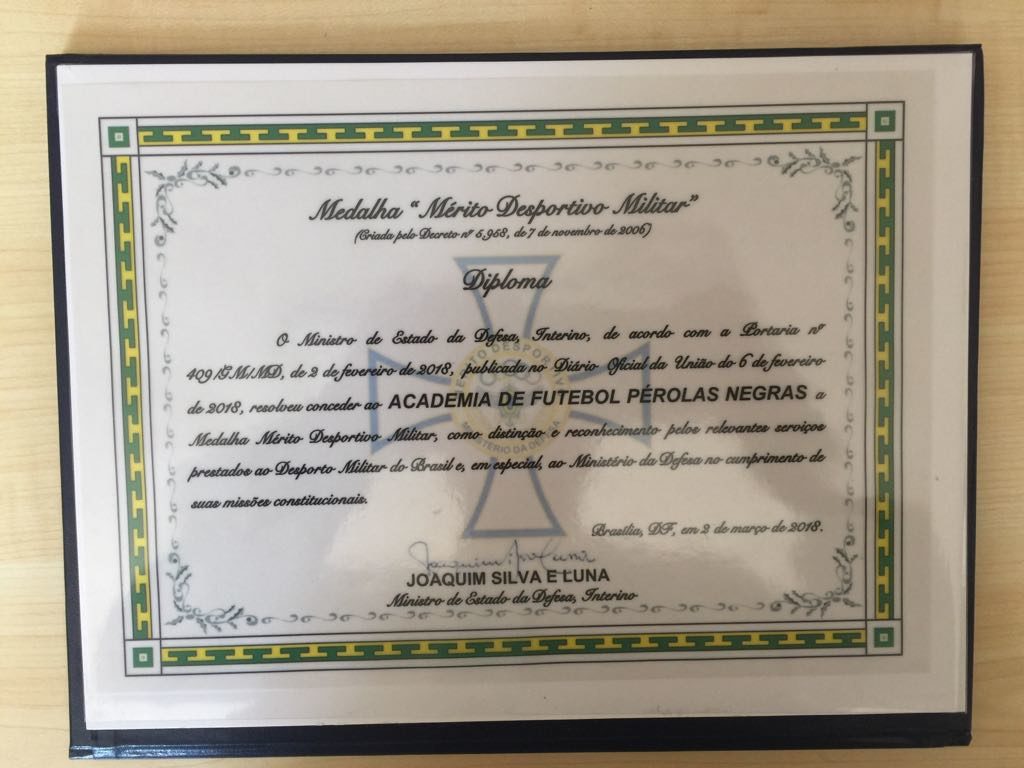 Medalha “Mérito Desportivo Militar”
(Criada pelo Decreto nº 5.958, de 7 de novembro de 2006)
Diploma
O Ministro de Estado da Defesa, Interino, de acordo com a Portaria nº
409/GM/MD, de 2 de fevereiro de 2018, publicada no Diário Oficial da União do 6 de fevereiro
de 2018, resolveu conceder ao ACADEMIA DE FUTEBOL PÉROLAS NEGRAS a
Medalha Mérito Desportivo Militar, como distinção e reconhecimento pelos relevantes serviços
prestados ao Desporto Militar do Brasil e, em especial, ao Ministério da Defesa no cumprimento de
suas missões constitucionais.
MINISTÉRIO DA DEFESA
Brasília, DF, em 2 de março de 2018.
JOAQUIM SILVA E LUNA
Ministro de Estado da Defesa, Interino